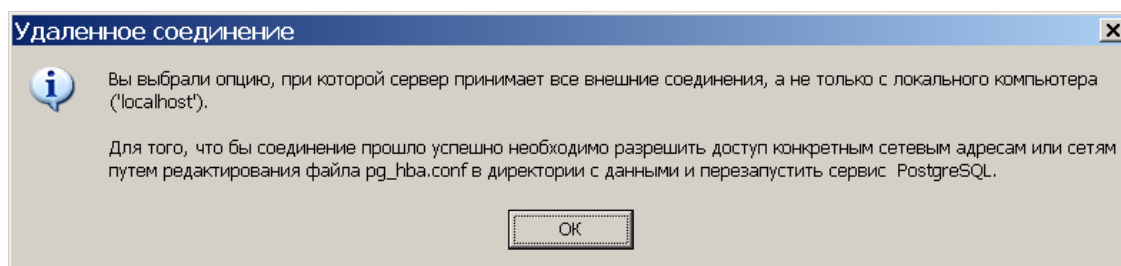 Удаленное соединение
Вы выбрали опцию, при которой сервер принимает все внешние соединения, а не только с локального компьютера
('localhost').
Для того, что бы соединение прошло успешно необходимо разрешить доступ конкретным сетевым адресам или сетям
путем редактирования файла pg_hba.conf в директории с данными и перезапустить сервис PostgreSQL.
ОК